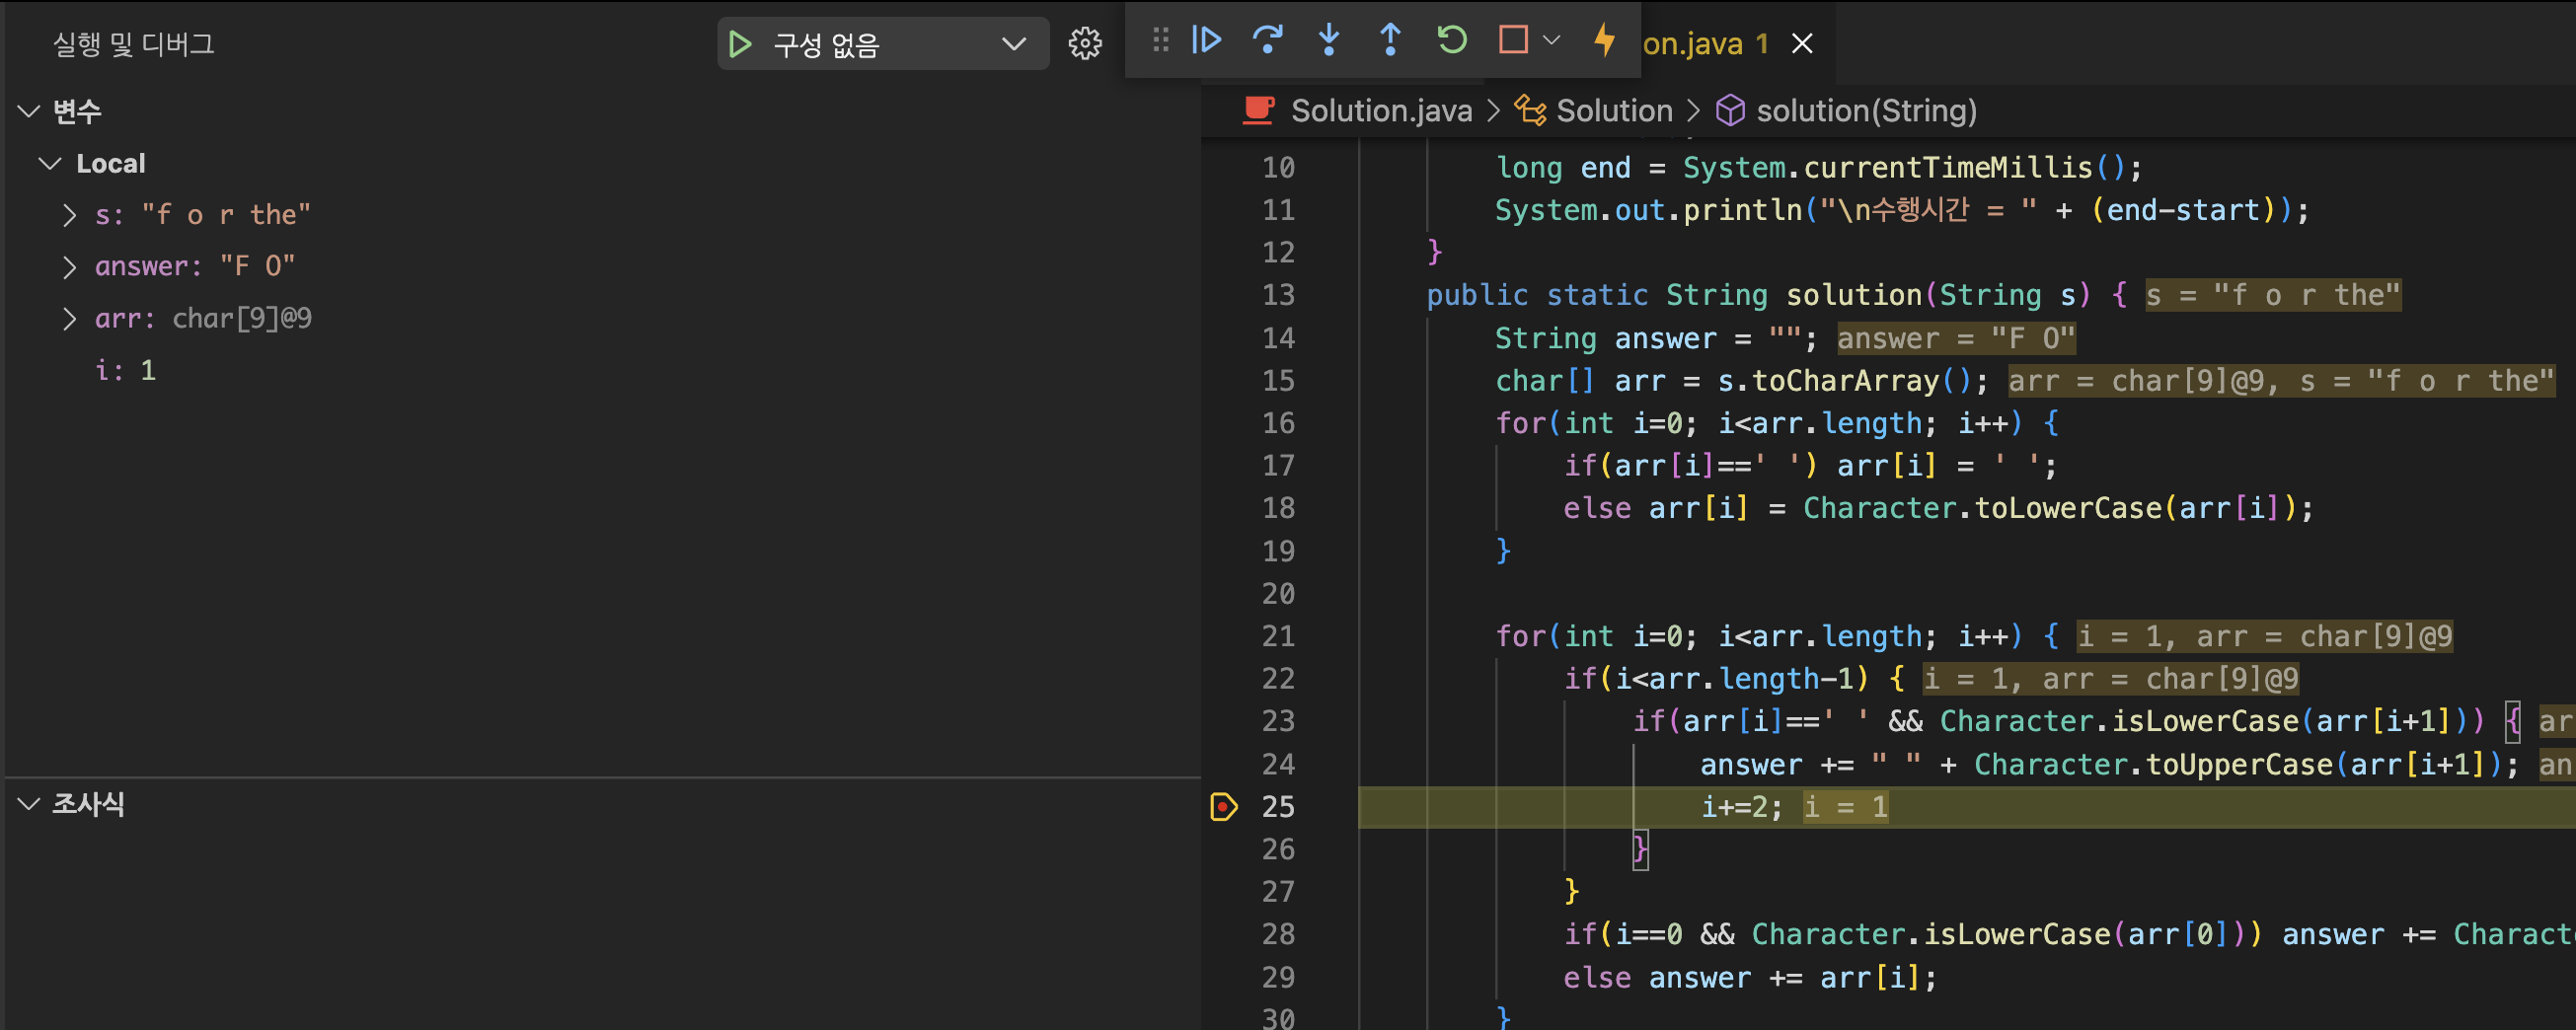 실행 및 디버그
구성 없음
변수
Local
s: "f o r the"
answer: "F O"
arr: char[9]@9
i: 1
조사식
on.java 1
Solution.java > Solution > solution(String)
10 long end = System.currentTimeMillis();
11 System.out.println("\n수행시간 = " + (end-start));
12 }
13 public static String solution(String s) { s = "f o r the"
14 String answer = ""; answer = "F O"
15 char[] arr = s.toCharArray(); arr = char[9]@9, s = "f o r the"
16 for(int i=0; i<arr.length; i++) {
17 if(arr[i]==' ') arr[i] = ' ';
18 else arr[i] = Character.toLowerCase(arr[i]);
19 }
20
21 for(int i=0; i<arr.length; i++) { i = 1, arr = char[9]@9
22 if(i<arr.length-1) { i = 1, arr = char[9]@9
23 if(arr[i]==' ' && Character.isLowerCase(arr[i+1])) { ar
24 answer += " " + Character.toUpperCase(arr[i+1]); an
25 i+=2; i = 1
26 }
27 }
28 if(i==0 && Character.isLowerCase(arr[0])) answer += Charact
29 else answer += arr[i];
30 }